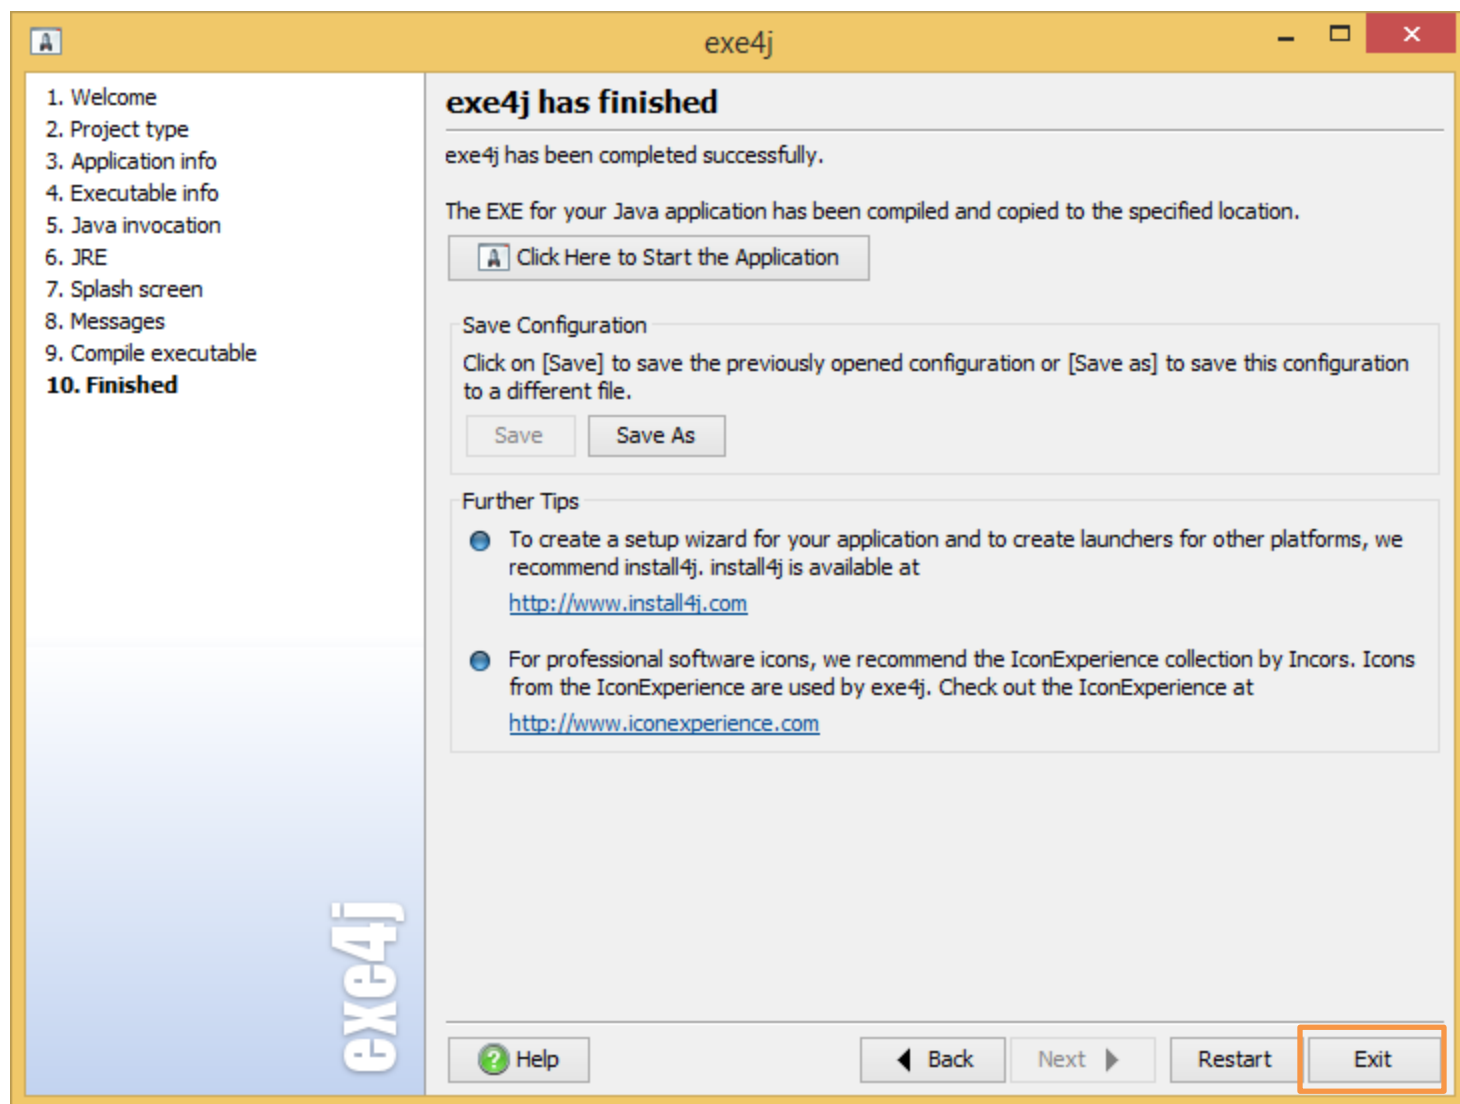 exe4j
1. Welcome
2. Project type
3. Application info
4. Executable info
5. Java invocation
6. JRE
7. Splash screen
8. Messages
9. Compile executable
10. Finished
exe4j
exe4j has finished
exe4j has been completed successfully.
The EXE for your Java application has been compiled and copied to the specified location.
Click Here to Start the Application
Save Configuration
Click on [Save] to save the previously opened configuration or [Save as] to save this configuration
to a different file.
Save Save As
Further Tips
To create a setup wizard for your application and to create launchers for other platforms, we
recommend install4j. install4j is available at
http://www.install4j.com
For professional software icons, we recommend the IconExperience collection by Incors. Icons
from the IconExperience are used by exe4j. Check out the IconExperience at
http://www.iconexperience.com
Help Back Next Restart Exit